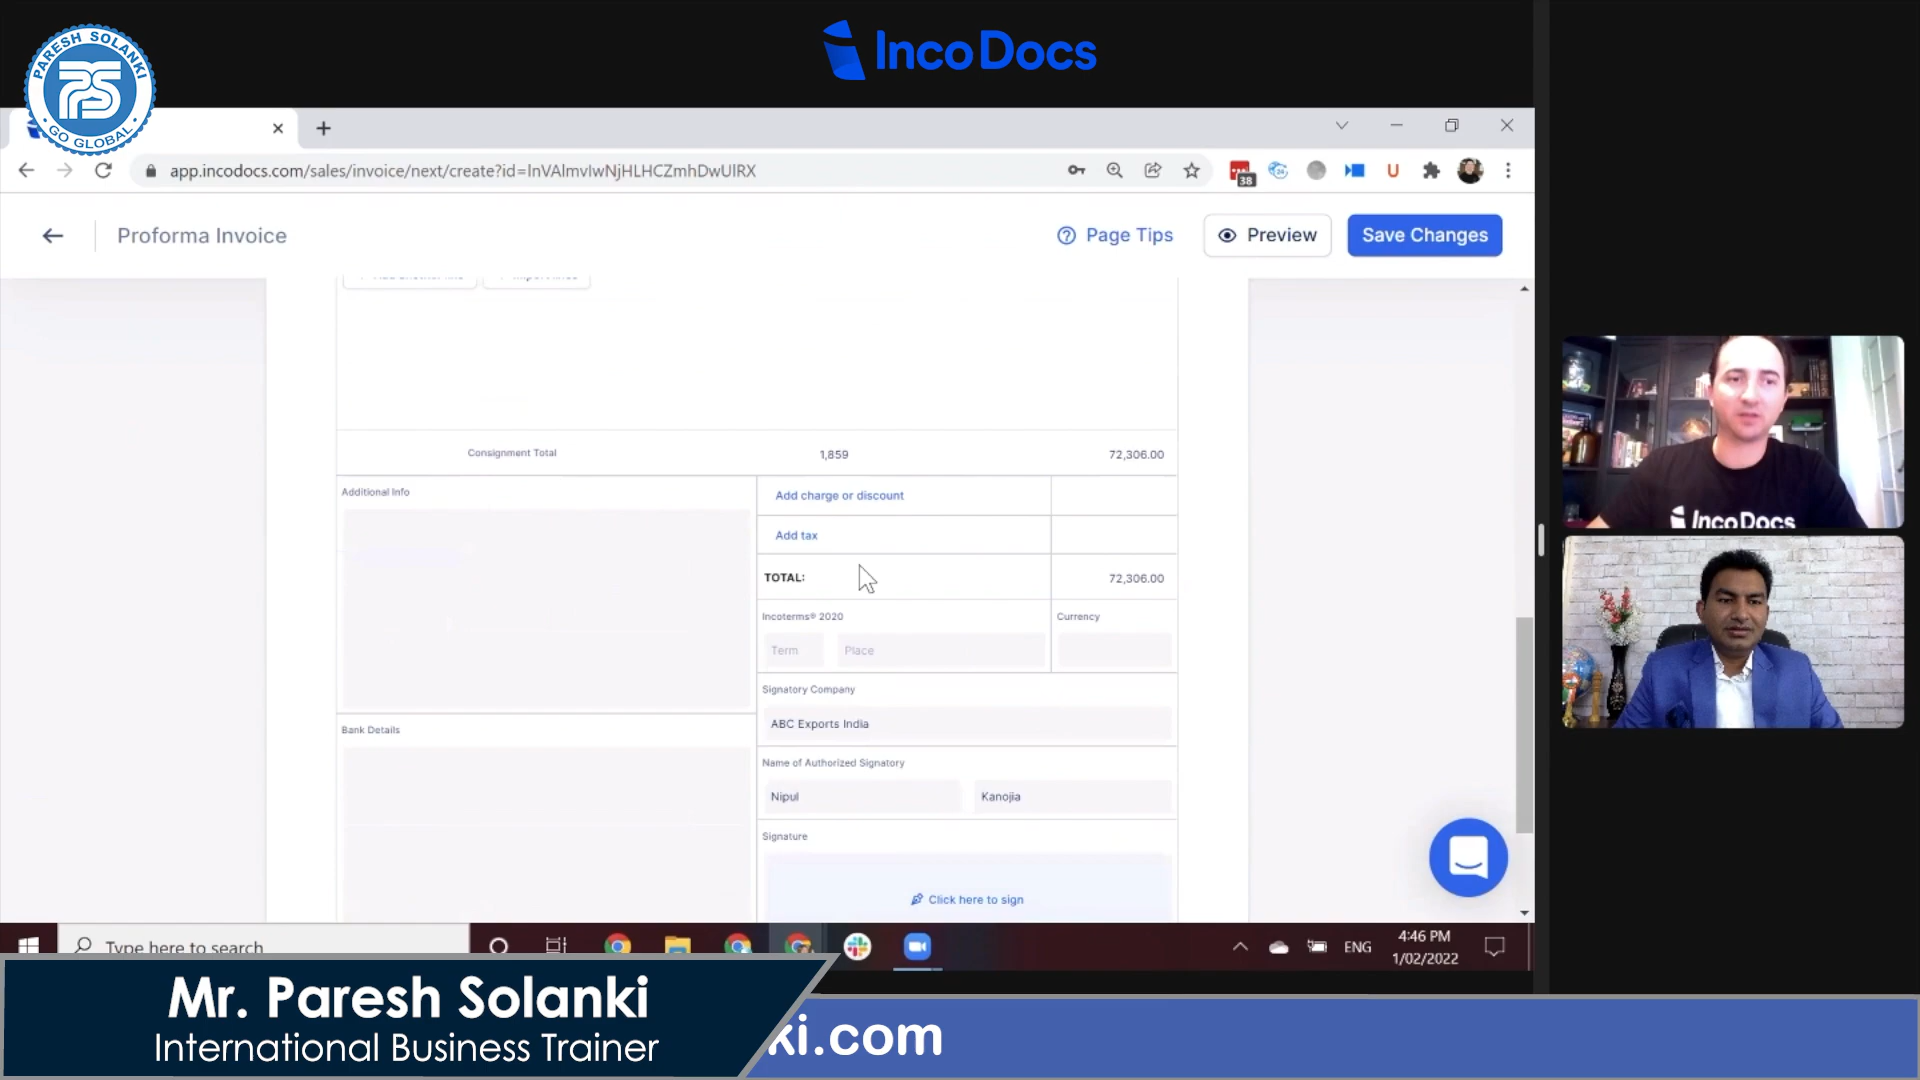 PARESH SOLANKI
PS
GO GLOBAL
IncoDocs
app.incodocs.com/sales/invoice/next/create?id=lnVAlmvIwNjHLHCZmhDwUlRX
38
24
U
Proforma Invoice
Page Tips
Preview
Save Changes
Consignment Total
1,859
72,306.00
Additional Info
Add charge or discount
Add tax
TOTAL:
72,306.00
Incoterms® 2020
Currency
Term
Place
Signatory Company
ABC Exports India
Bank Details
Name of Authorized Signatory
Nipul
Kanojia
Signature
Click here to sign
IncoDocs
Type here to search
ENG
4:46 PM
1/02/2022
Mr. Paresh Solanki
International Business Trainer
ki.com